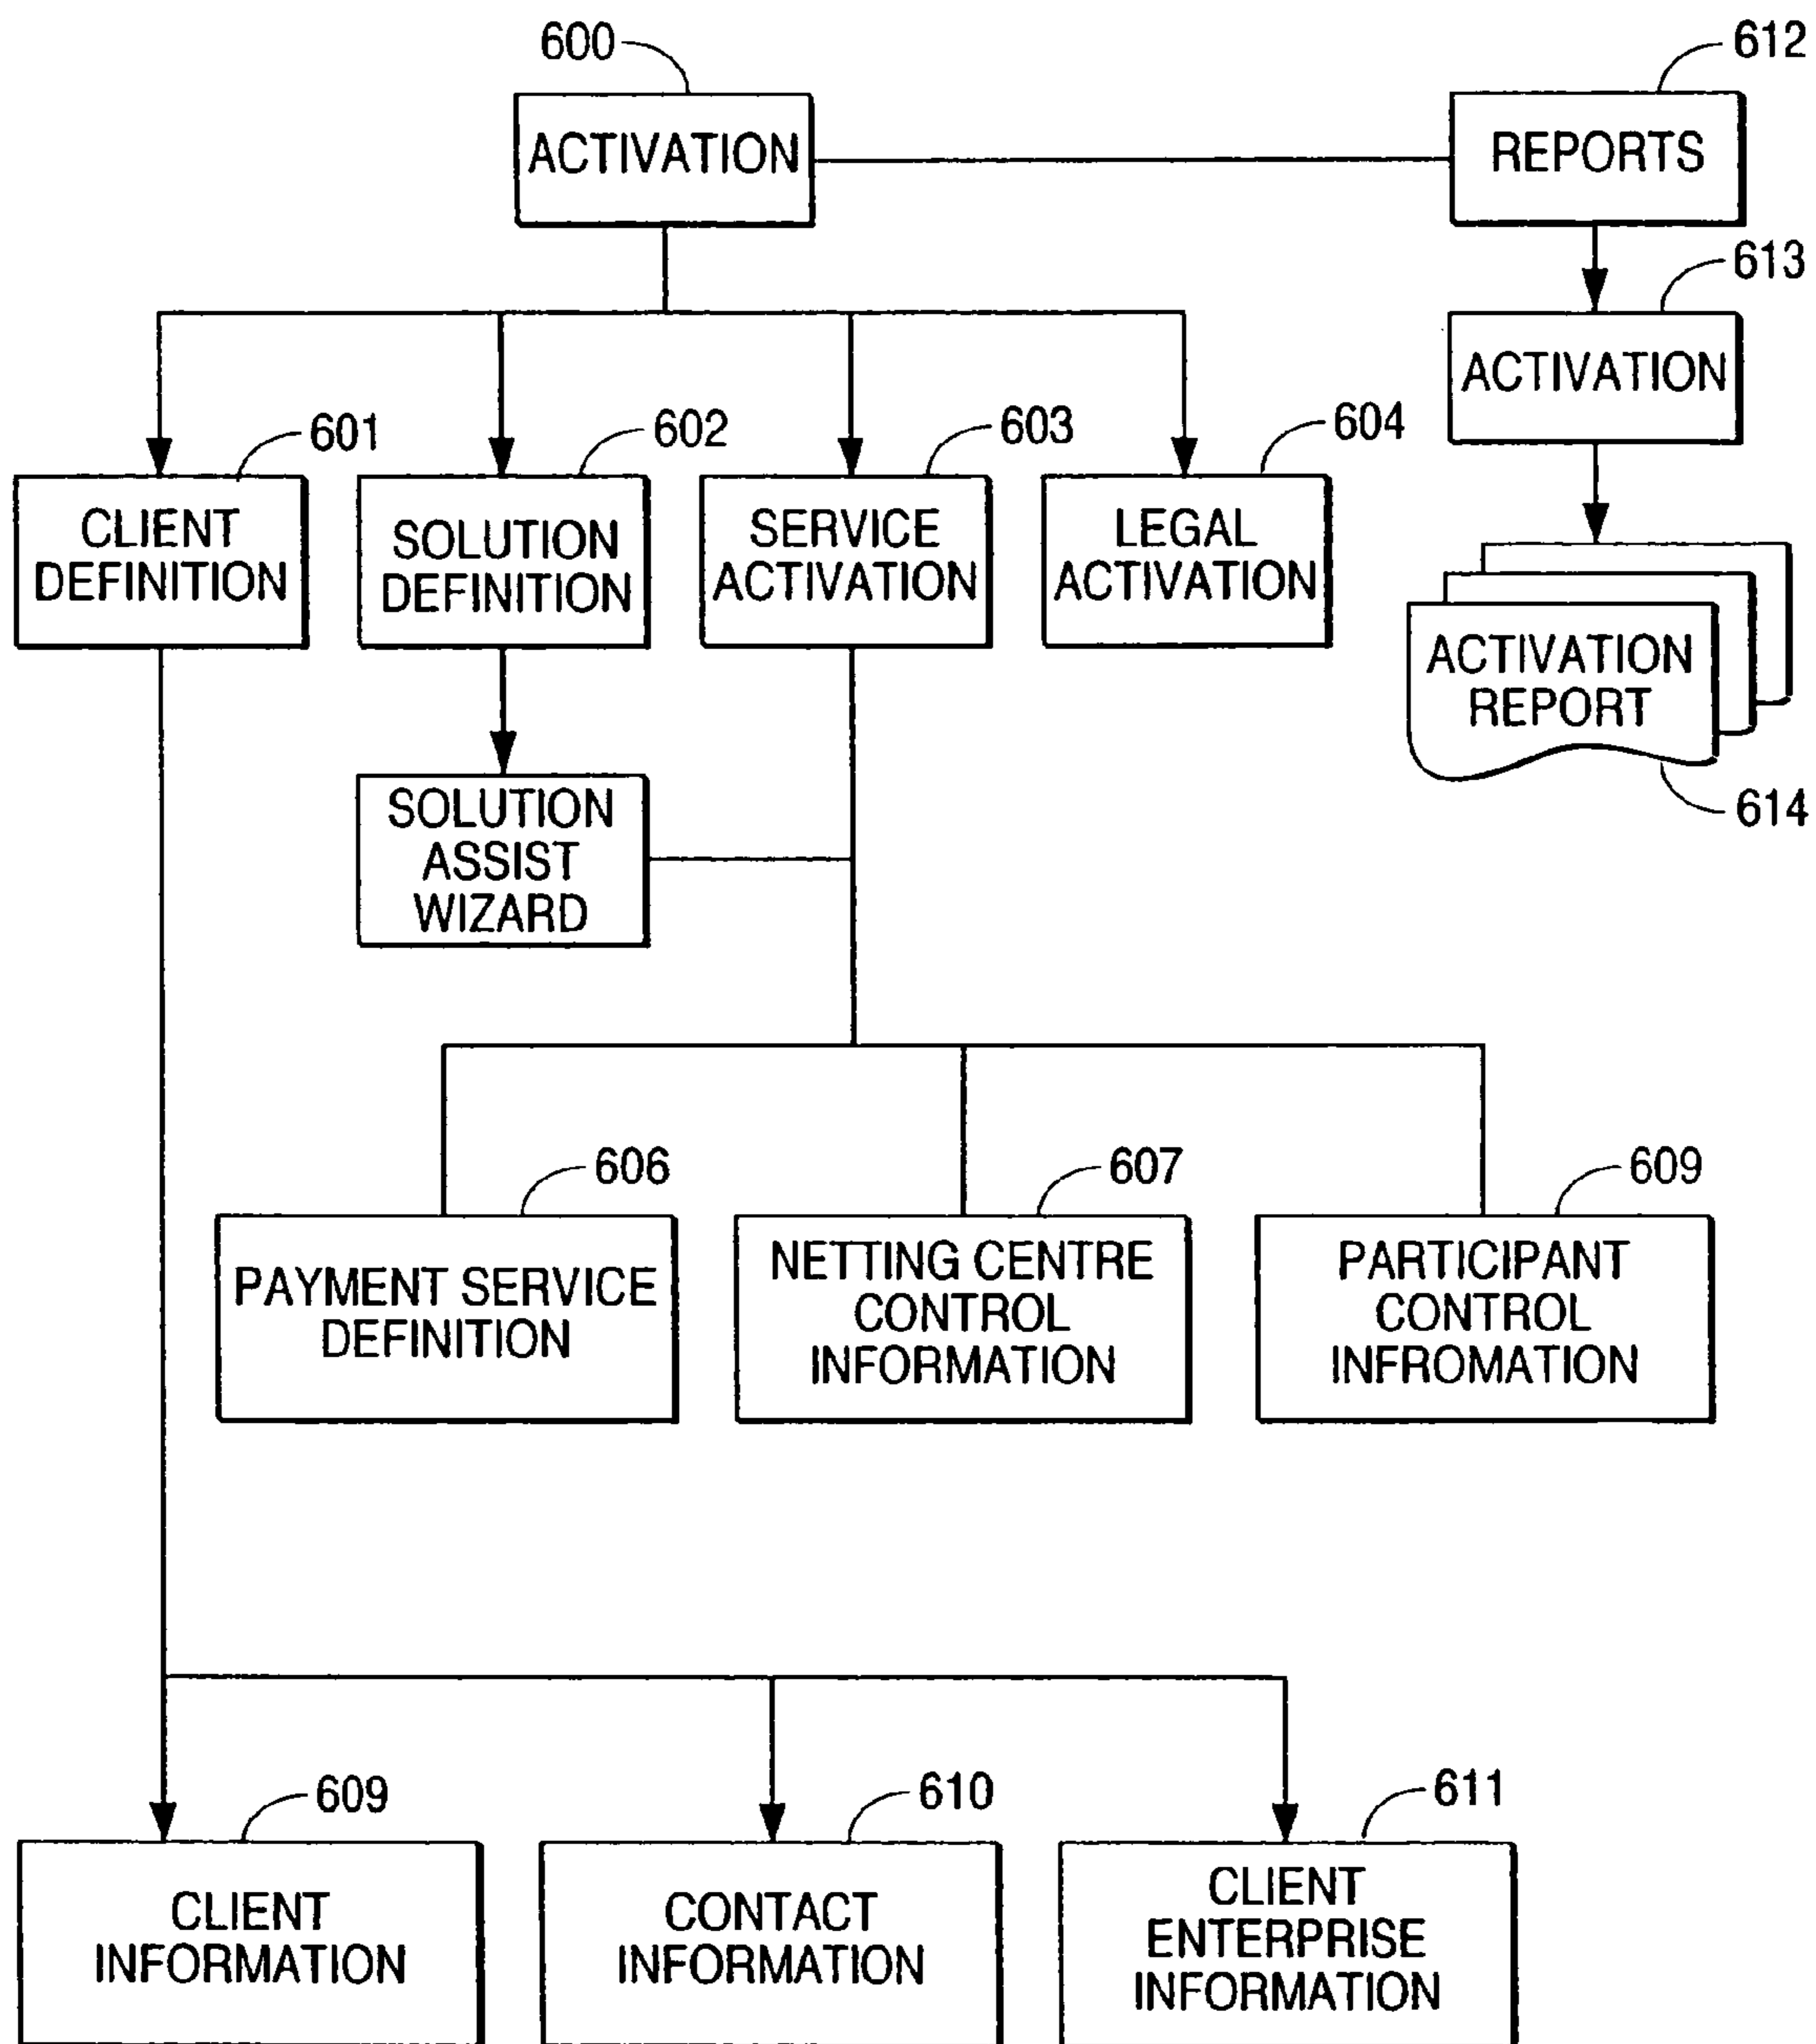 600
612
ACTIVATION
REPORTS
613
ACTIVATION
601
602
603
604
CLIENT
DEFINITION
SOLUTION
DEFINITION
SERVICE
ACTIVATION
LEGAL
ACTIVATION
ACTIVATION
REPORT
614
SOLUTION
ASSIST
WIZARD
606
607
609
PAYMENT SERVICE
DEFINITION
NETTING CENTRE
CONTROL
INFORMATION
PARTICIPANT
CONTROL
INFROMATION
609
610
611
CLIENT
INFORMATION
CONTACT
INFORMATION
CLIENT
ENTERPRISE
INFORMATION